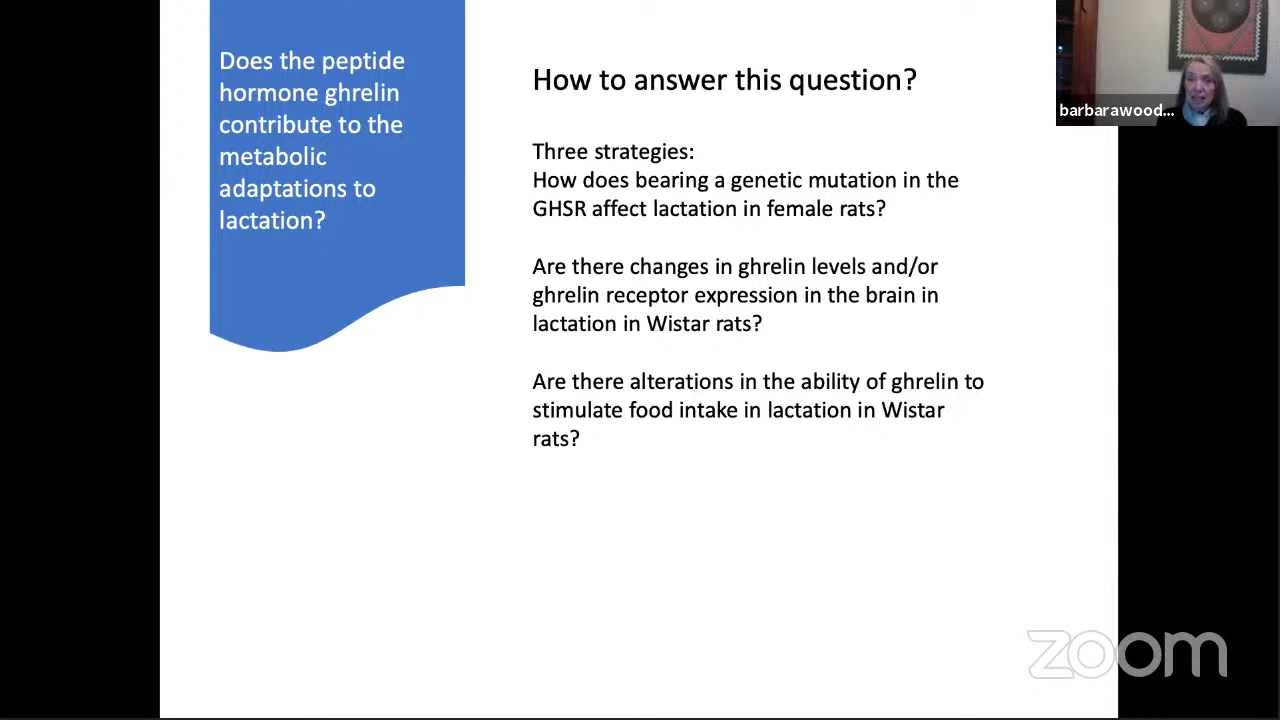 Does the peptide
hormone ghrelin
contribute to the
metabolic
adaptations to
lactation?
How to answer this question?
Three strategies:
How does bearing a genetic mutation in the
GHSR affect lactation in female rats?
Are there changes in ghrelin levels and/or
ghrelin receptor expression in the brain in
lactation in Wistar rats?
Are there alterations in the ability of ghrelin to
stimulate food intake in lactation in Wistar
rats?
barbarawood...
zoom